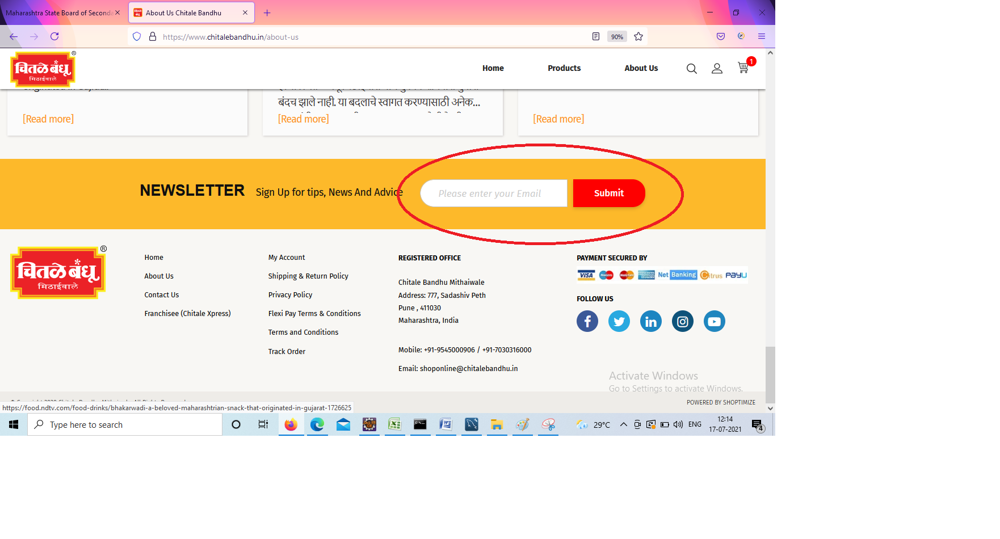 Maharashtra State Board of Seconda
About Us Chitale Bandhu
https://www.chitalebandhu.in/about-us
90%
चितळे बंधू
मिठाईवाले
®
Home
Products
About Us
1
बंदच झाले नाही. या बदलाचे स्वागत करण्यासाठी अनेक...
[Read more]
[Read more]
[Read more]
NEWSLETTER
Sign Up for tips, News And Advice
Please enter your Email
Submit
चितळे बंधू
मिठाईवाले
®
Home
About Us
Contact Us
Franchisee (Chitale Xpress)
My Account
Shipping & Return Policy
Privacy Policy
Flexi Pay Terms & Conditions
Terms and Conditions
Track Order
REGISTERED OFFICE
Chitale Bandhu Mithaiwale
Address: 777, Sadashiv Peth
Pune , 411030
Maharashtra, India
Mobile: +91-9545000906 / +91-7030316000
Email: shoponline@chitalebandhu.in
PAYMENT SECURED BY
VISA Maestro MasterCard AMERICAN EXPRESS Net Banking Citrus PayU
FOLLOW US
Activate Windows
Go to Settings to activate Windows.
POWERED BY SHOPTIMIZE
https://food.ndtv.com/food-drinks/bhakarwadi-a-beloved-maharashtrian-snack-that-originated-in-gujarat-1726625
Type here to search
29°C
ENG
12:14
17-07-2021
4